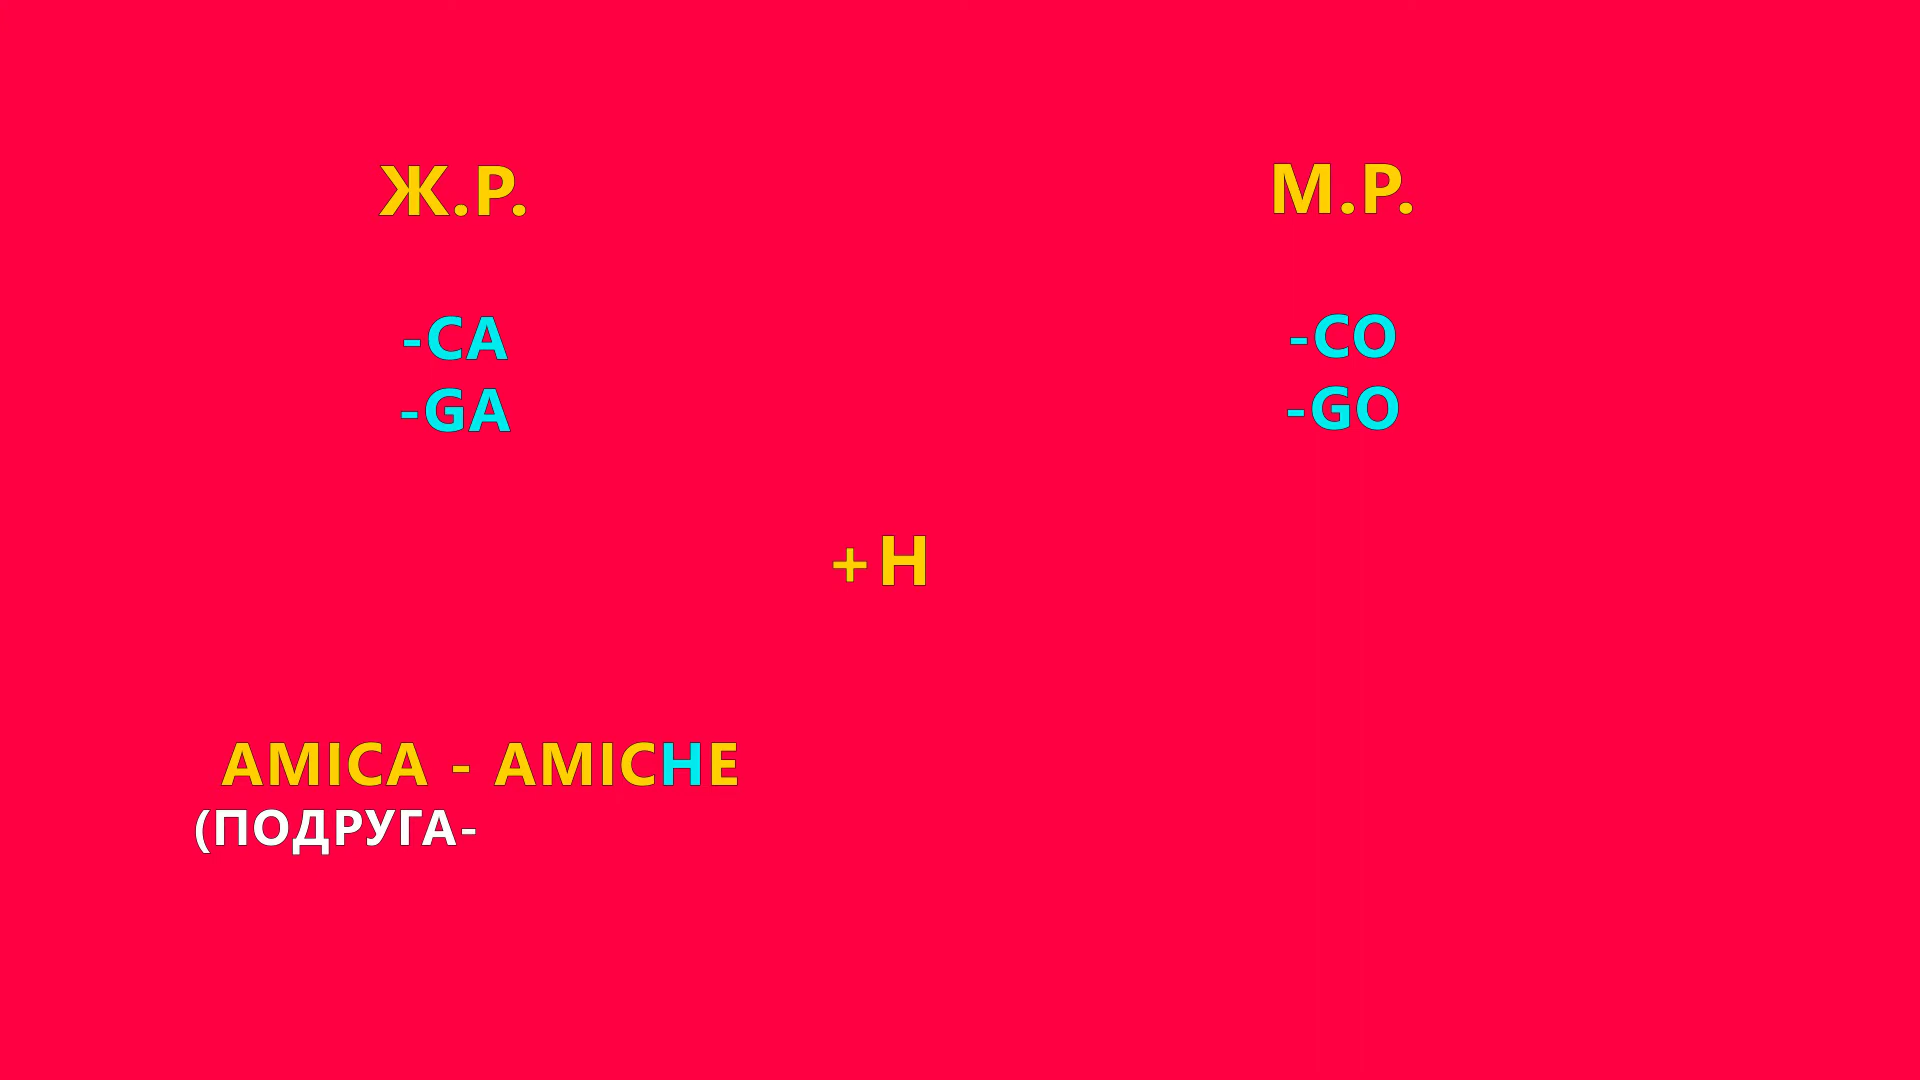 Ж.Р.
-CA
-GA
М.Р.
-CO
-GO
+H
AMICA - AMICHE
(ПОДРУГА-